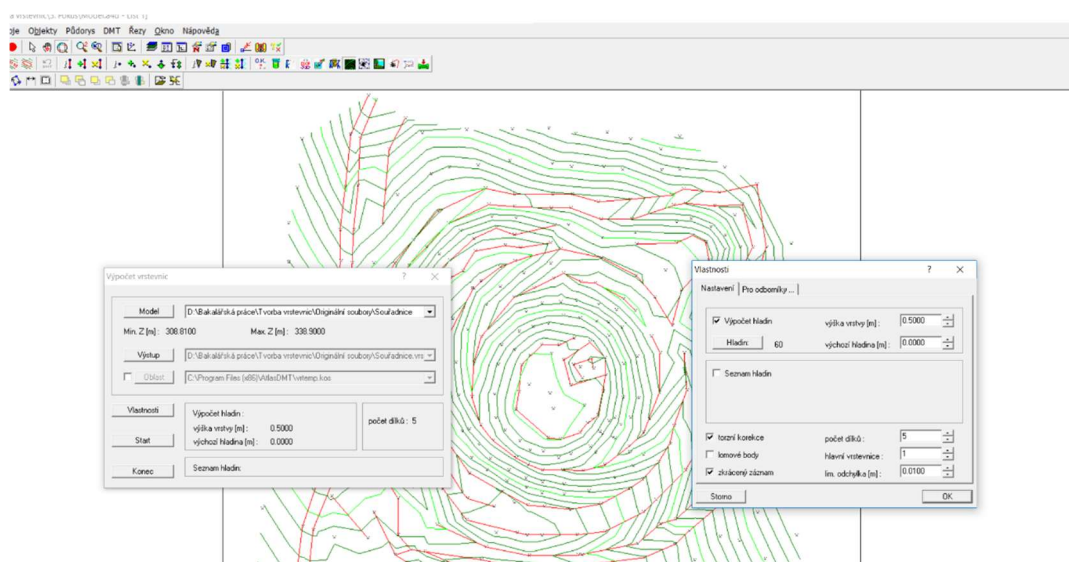 Objekty Půdorys DMT Řezy Okno Nápověda
Výpočet vrstevnic
Model D:\Bakalářská práce\Tvorba vrstevnic\Originální soubory\Souřadnice
Min. Z [m] : 308.8100 Max. Z [m] : 338.9000
Výstup D:\Bakalářská práce\Tvorba vrstevnic\Originální soubory\Souřadnice.vrs
Oblast C:\Program Files (x86)\AtlasDMT\vrtemp.kos
Vlastnosti
Výpočet hladin :
výška vrstvy [m] : 0.5000
výchozí hladina [m] : 0.0000
počet dílků : 5
Start
Konec
Seznam hladin:
Vlastnosti
Nastavení Pro odborníky ...
Výpočet hladin
výška vrstvy [m] : 0.5000
Hladin: 60
výchozí hladina [m] : 0.0000
Seznam hladin
torzní korekce
počet dílků : 5
lomové body
hlavní vrstevnice : 1
zkrácený záznam
lim. odchylka [m] : 0.0100
Storno OK